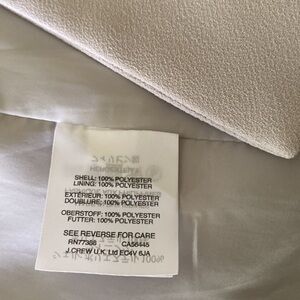 SHELL: 100% POLYESTER
LINING: 100% POLYESTER
EXTÉRIEUR: 100% POLYESTER
DOUBLURE: 100% POLYESTER
OBERSTOFF: 100% POLYESTER
FUTTER: 100% POLYESTER
SEE REVERSE FOR CARE
RN77388 CA56445
J.CREW U.K. Ltd EC4V 6JA